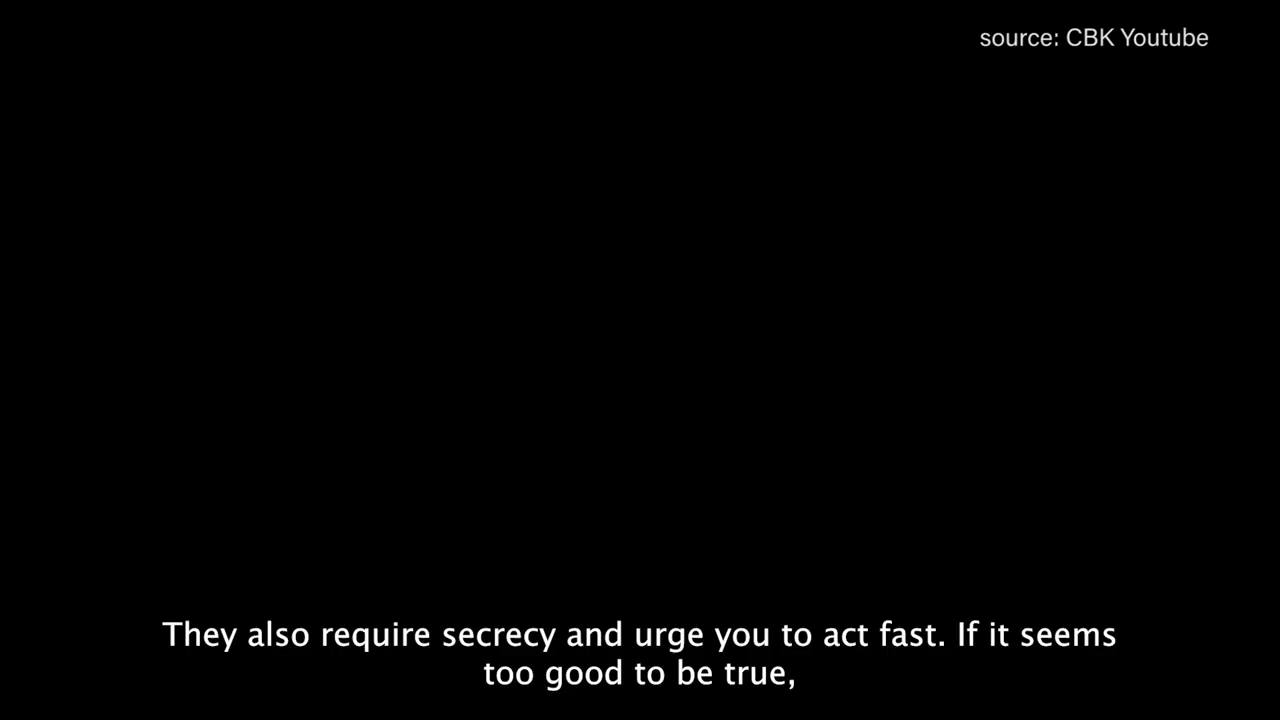 source: CBK Youtube
They also require secrecy and urge you to act fast. If it seems
too good to be true,